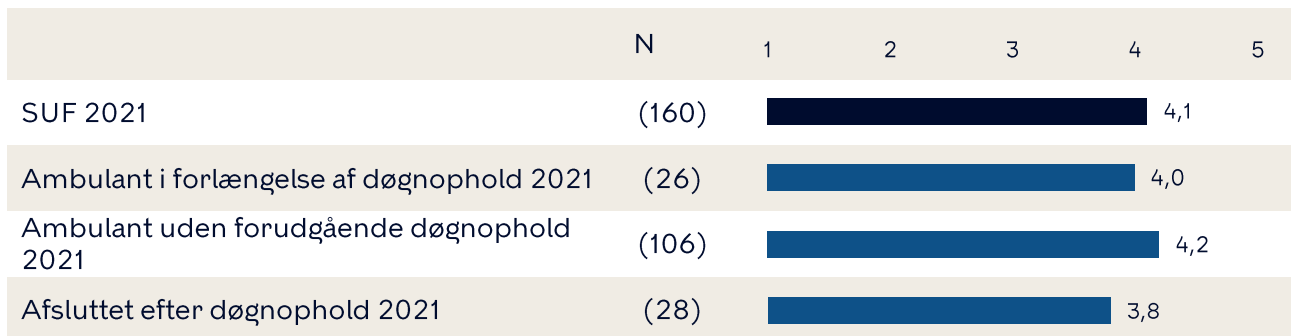 N 1 2 3 4 5
SUF 2021 (160) 4,1
Ambulant i forlængelse af døgnophold 2021 (26) 4,0
Ambulant uden forudgående døgnophold
2021 (106) 4,2
Afsluttet efter døgnophold 2021 (28) 3,8